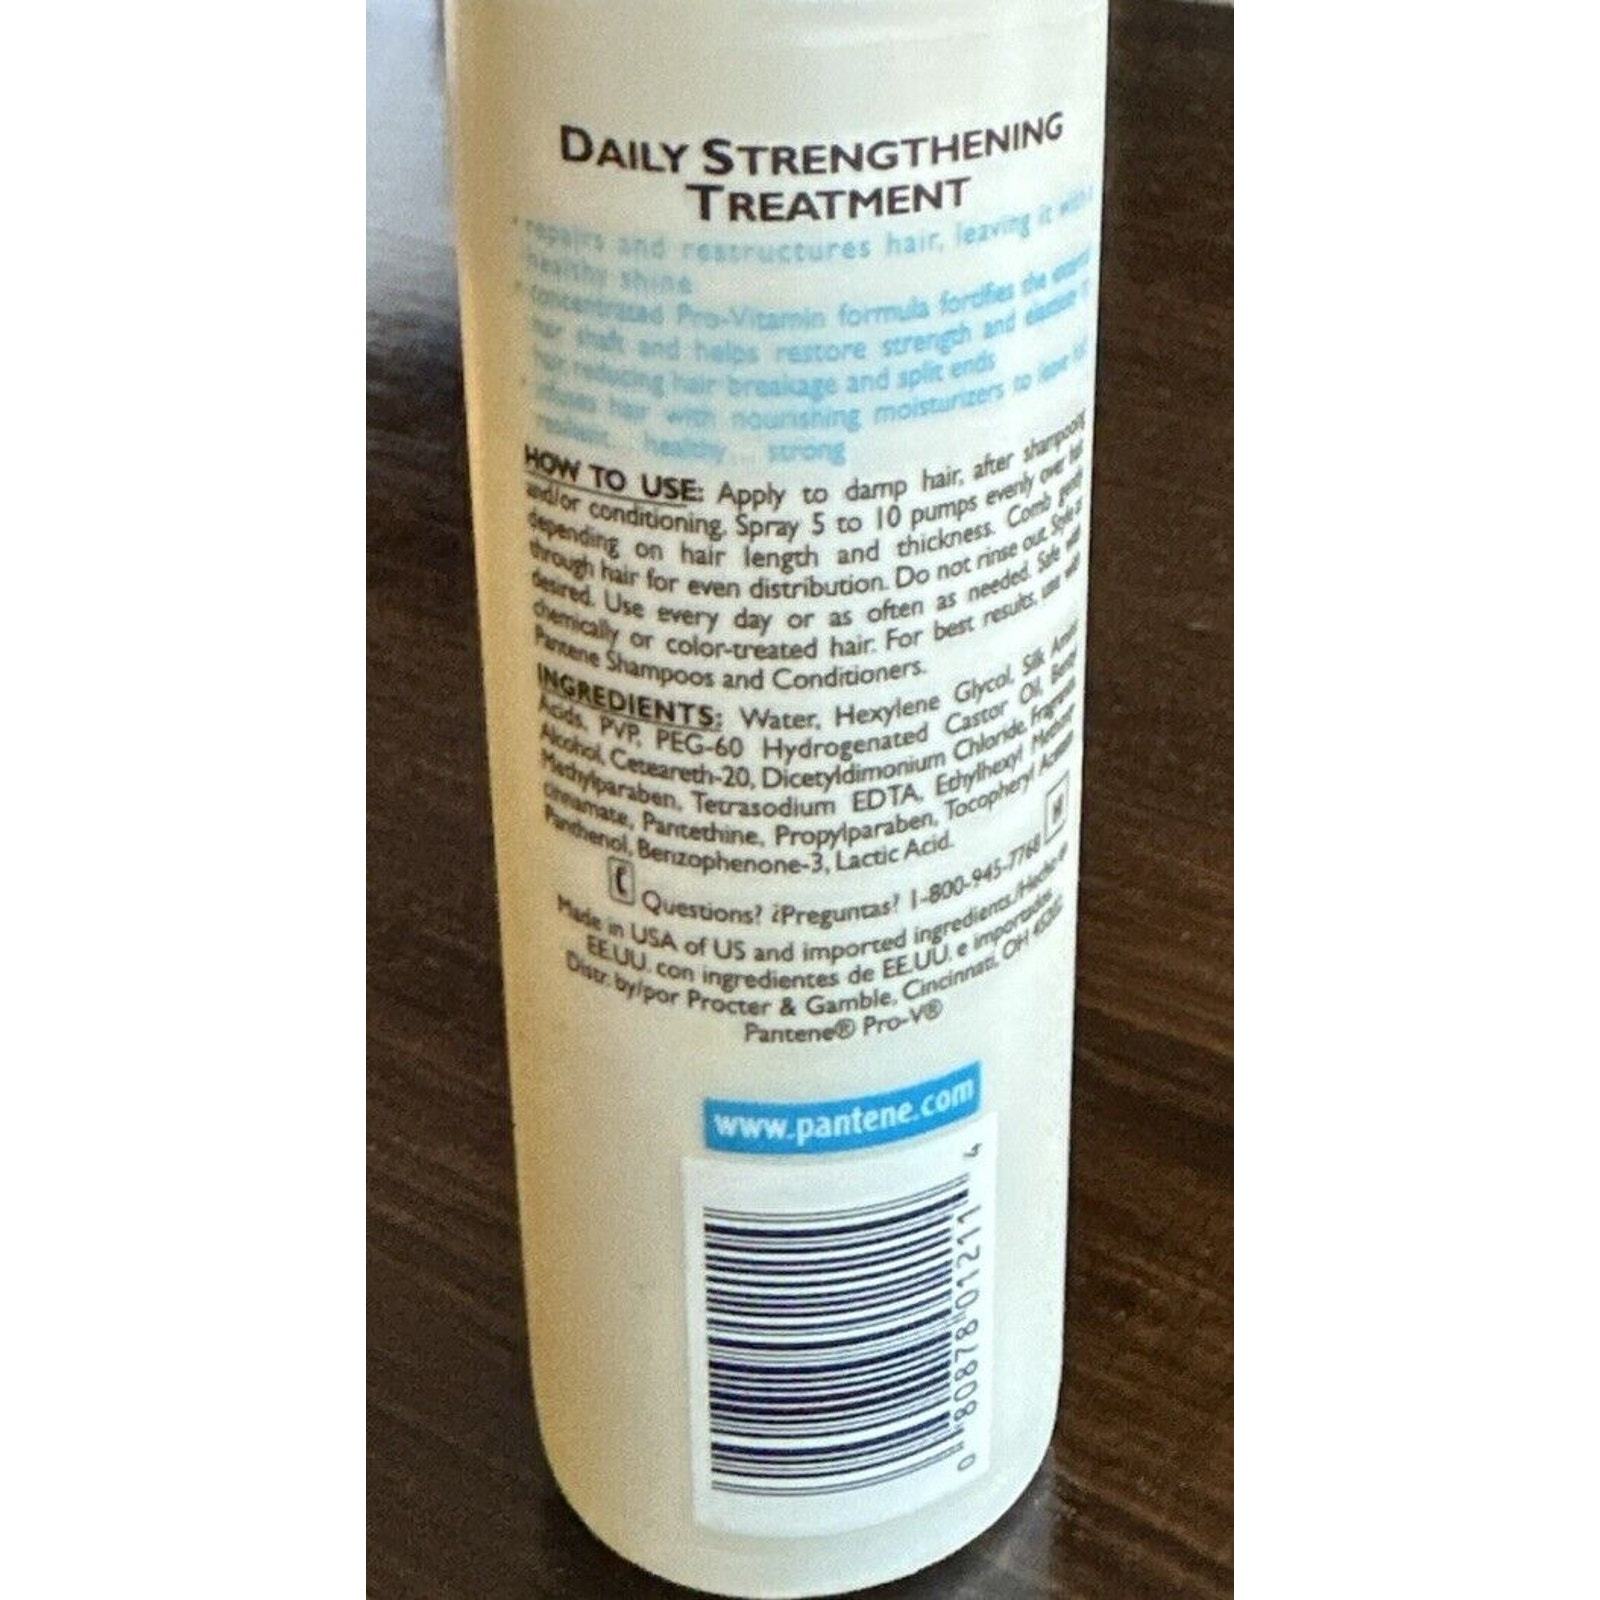 DAILY STRENGTHENING
TREATMENT
• repairs and restructures hair, leaving it with a
healthy shine
• concentrated Pro-Vitamin formula fortifies the
hair shaft and helps restore strength and elasticity to
hair reducing hair breakage and split ends
• infuses hair with nourishing moisturizers to leave hair
resilient... healthy... strong
HOW TO USE: Apply to damp hair, after shampooing
and/or conditioning. Spray 5 to 10 pumps evenly over hair
depending on hair length and thickness. Comb gently
through hair for even distribution. Do not rinse out. Style as
desired. Use every day or as often as needed. Safe with
chemically or color-treated hair. For best results, use with
Pantene Shampoos and Conditioners.
INGREDIENTS: Water, Hexylene Glycol, Silk Amino
Acids, PVP, PEG-60 Hydrogenated Castor Oil, Benzyl
Alcohol, Ceteareth-20, Dicetyldimonium Chloride, Fragrance,
Methylparaben, Tetrasodium EDTA, Ethylhexyl Methoxy-
cinnamate, Pantethine, Propylparaben, Tocopheryl Acetate,
Panthenol, Benzophenone-3, Lactic Acid.
Questions? ¿Preguntas? 1-800-945-7768
Made in USA of US and imported ingredients./Hecho en
EE.UU. con ingredientes de EE.UU. e importados.
Distr. by/por Procter & Gamble, Cincinnati, OH 45202
Pantene® Pro-V®
www.pantene.com
0 80878 01211 4